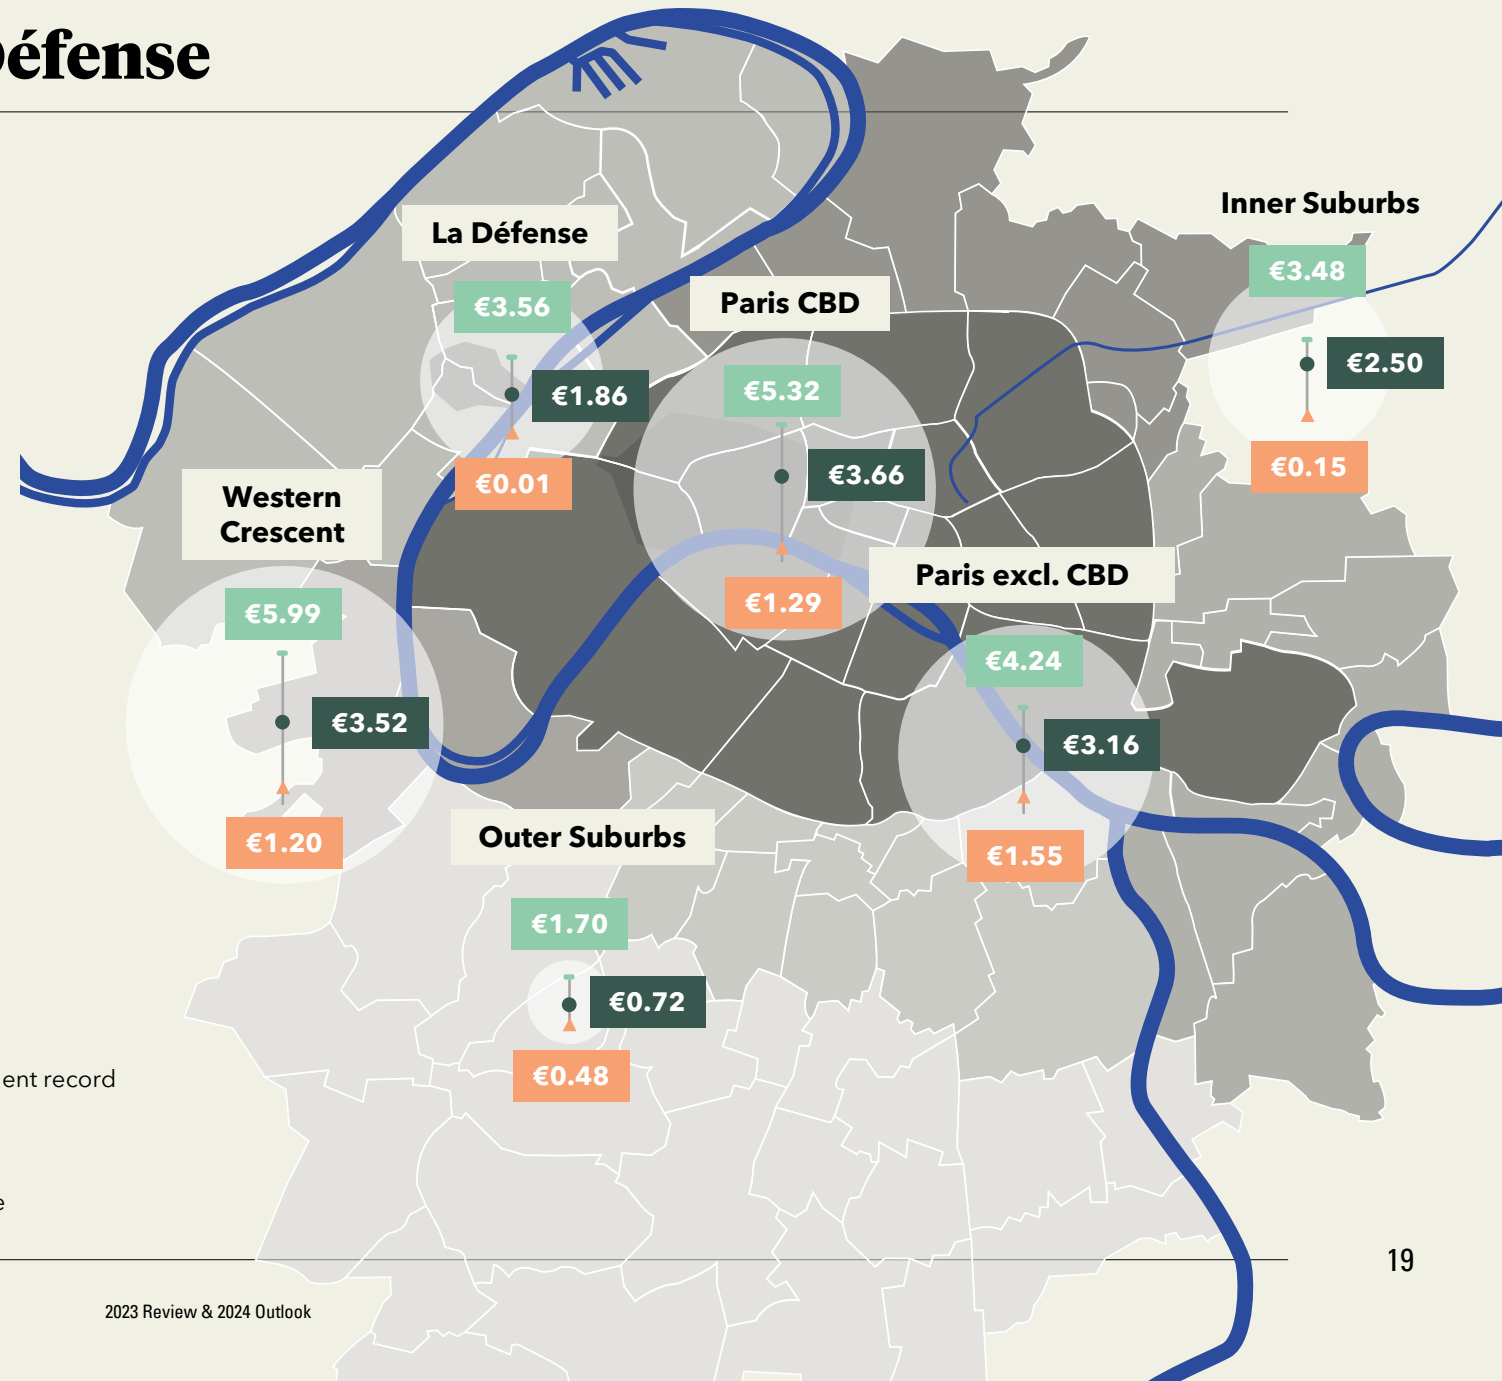 Défense
La Défense
€3.56
€1.86
€0.01
Paris CBD
€5.32
€3.66
€1.29
Inner Suburbs
€3.48
€2.50
€0.15
Western
Crescent
€5.99
€3.52
€1.20
Paris excl. CBD
€4.24
€3.16
€1.55
Outer Suburbs
€1.70
€0.72
€0.48
ent record
e
19
2023 Review & 2024 Outlook